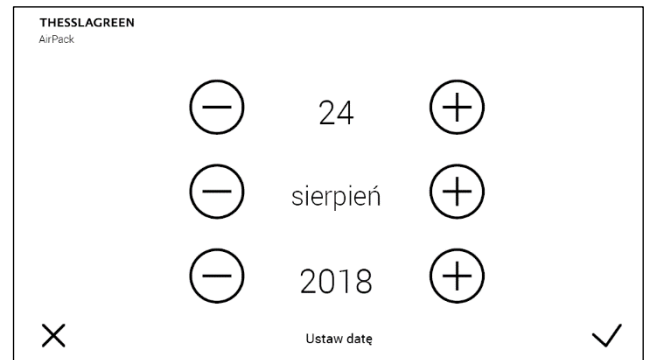 THESSLAGREEN
AirPack
24
sierpień
2018
Ustaw datę